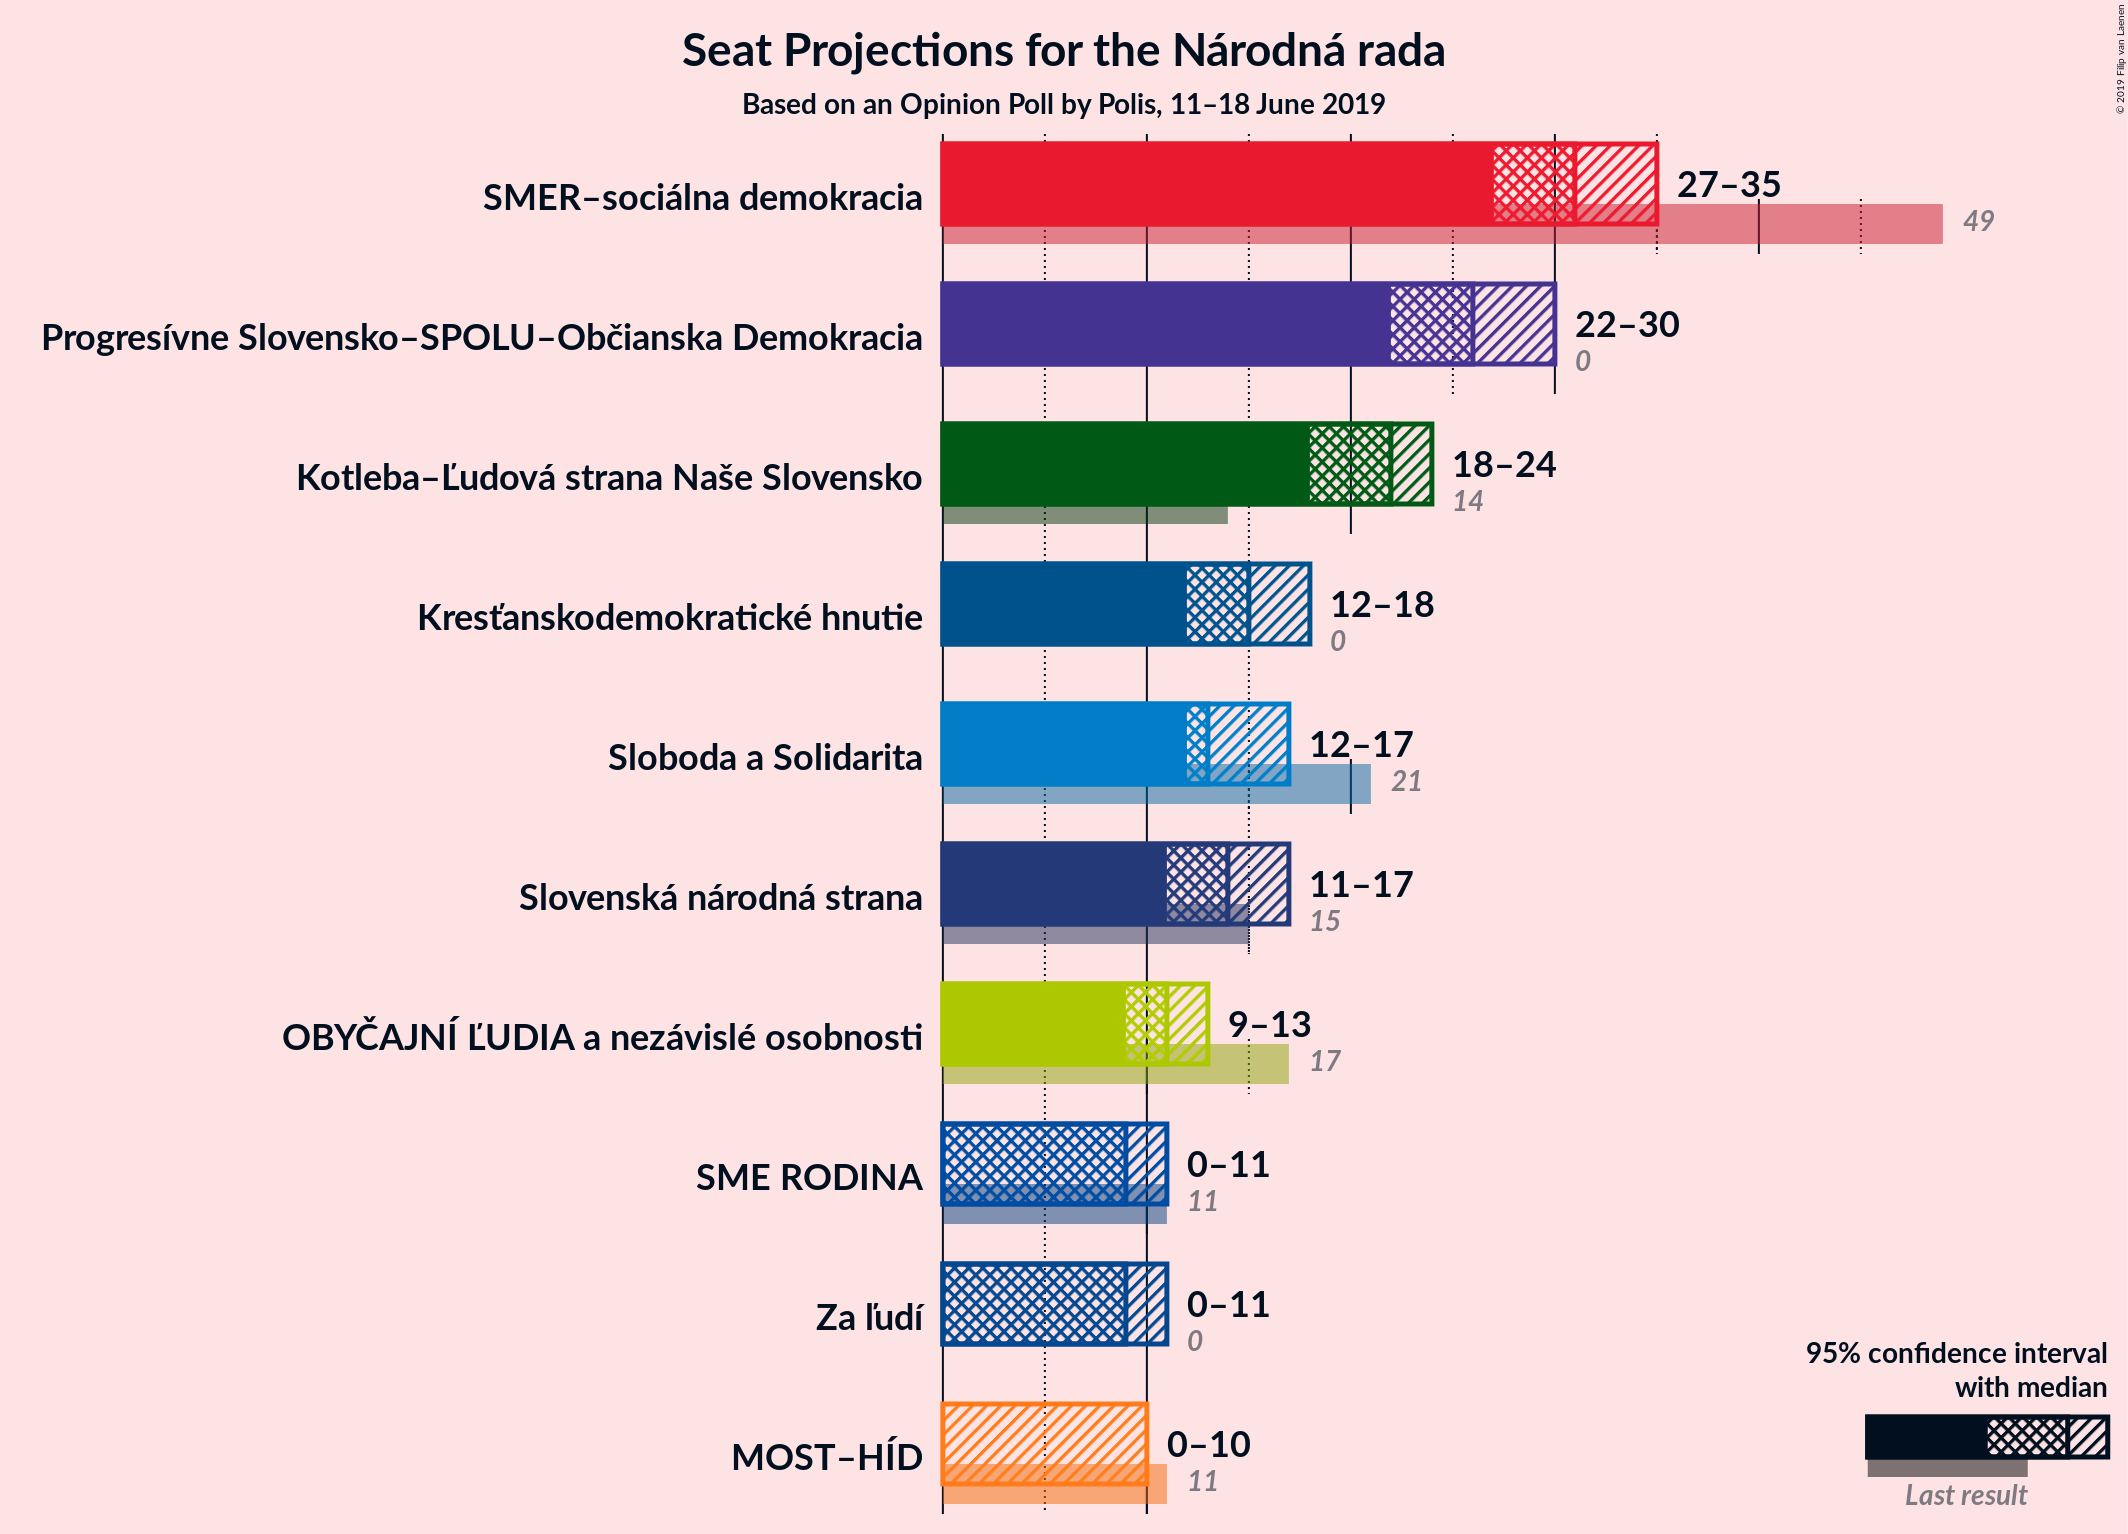 Seat Projections for the Národná rada
Based on an Opinion Poll by Polis, 11–18 June 2019
© 2019 Filip van Laenen
SMER–sociálna demokracia
27–35
49
Progresívne Slovensko–SPOLU–Občianska Demokracia
22–30
0
Kotleba–Ľudová strana Naše Slovensko
18–24
14
Kresťanskodemokratické hnutie
12–18
0
Sloboda a Solidarita
12–17
21
Slovenská národná strana
11–17
15
OBYČAJNÍ ĽUDIA a nezávislé osobnosti
9–13
17
SME RODINA
0–11
11
Za ľudí
0–11
0
MOST–HÍD
0–10
11
95% confidence interval
with median
Last result